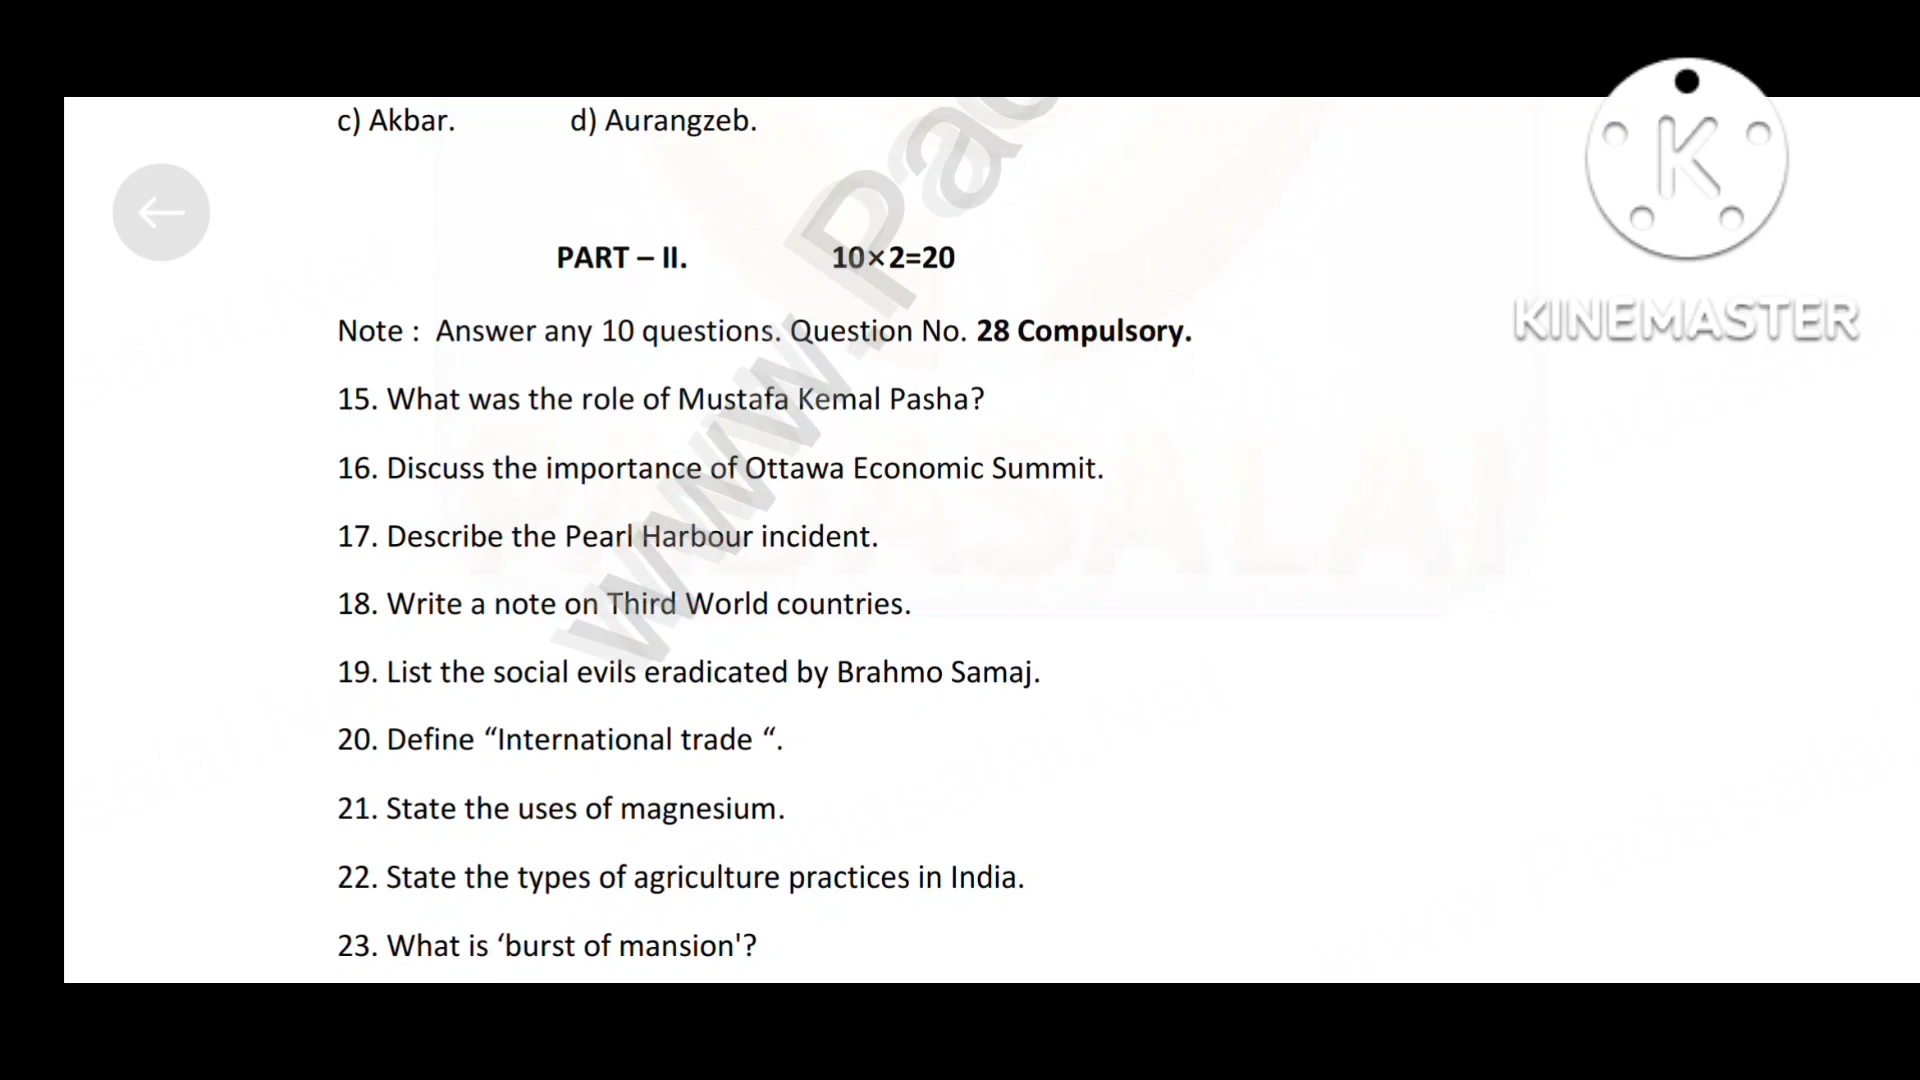 c) Akbar. d) Aurangzeb.
PART – II. 10×2=20
Note : Answer any 10 questions. Question No. 28 Compulsory.
15. What was the role of Mustafa Kemal Pasha?
16. Discuss the importance of Ottawa Economic Summit.
17. Describe the Pearl Harbour incident.
18. Write a note on Third World countries.
19. List the social evils eradicated by Brahmo Samaj.
20. Define “International trade “.
21. State the uses of magnesium.
22. State the types of agriculture practices in India.
23. What is ‘burst of mansion'?
www.Pad
PADASALAI
K
KINEMASTER